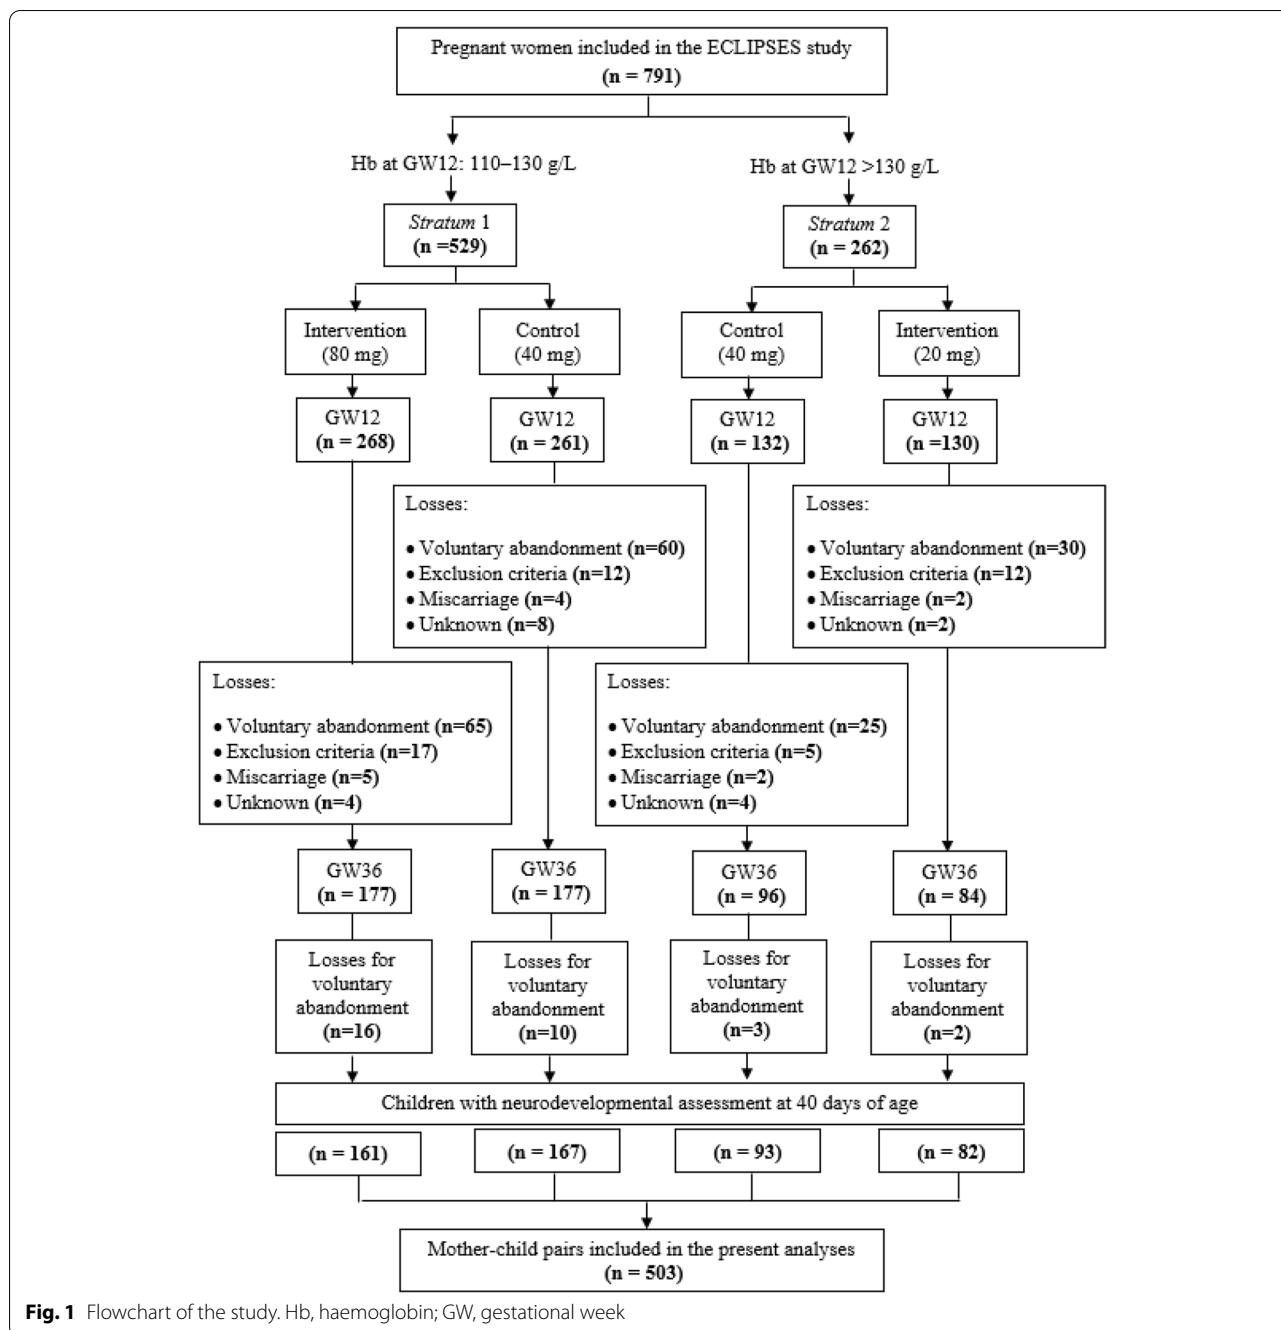 Pregnant women included in the ECLIPSES study
(n = 791)
Hb at GW12: 110–130 g/L
Hb at GW12 >130 g/L
Stratum 1
(n =529)
Stratum 2
(n = 262)
Intervention
(80 mg)
Control
(40 mg)
Control
(40 mg)
Intervention
(20 mg)
GW12
(n = 268)
GW12
(n = 261)
GW12
(n = 132)
GW12
(n =130)
Losses:
• Voluntary abandonment (n=60)
• Exclusion criteria (n=12)
• Miscarriage (n=4)
• Unknown (n=8)
Losses:
• Voluntary abandonment (n=30)
• Exclusion criteria (n=12)
• Miscarriage (n=2)
• Unknown (n=2)
Losses:
• Voluntary abandonment (n=65)
• Exclusion criteria (n=17)
• Miscarriage (n=5)
• Unknown (n=4)
Losses:
• Voluntary abandonment (n=25)
• Exclusion criteria (n=5)
• Miscarriage (n=2)
• Unknown (n=4)
GW36
(n = 177)
GW36
(n = 177)
GW36
(n = 96)
GW36
(n = 84)
Losses for
voluntary
abandonment
(n=16)
Losses for
voluntary
abandonment
(n=10)
Losses for
voluntary
abandonment
(n=3)
Losses for
voluntary
abandonment
(n=2)
Children with neurodevelopmental assessment at 40 days of age
(n = 161)
(n = 167)
(n = 93)
(n = 82)
Mother-child pairs included in the present analyses
(n = 503)
Fig. 1 Flowchart of the study. Hb, haemoglobin; GW, gestational week